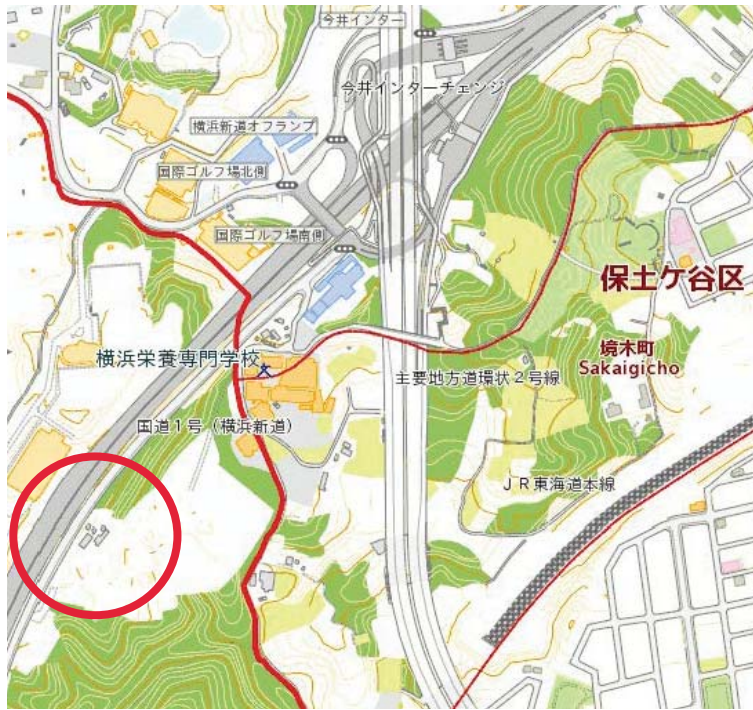 今井インター
今井インターチェンジ
横浜新道オフランプ
国際ゴルフ場北側
国際ゴルフ場南側
保土ケ谷区
境木町
Sakaigicho
横浜栄養専門学校
主要地方道環状２号線
国道１号（横浜新道）
ＪＲ東海道本線